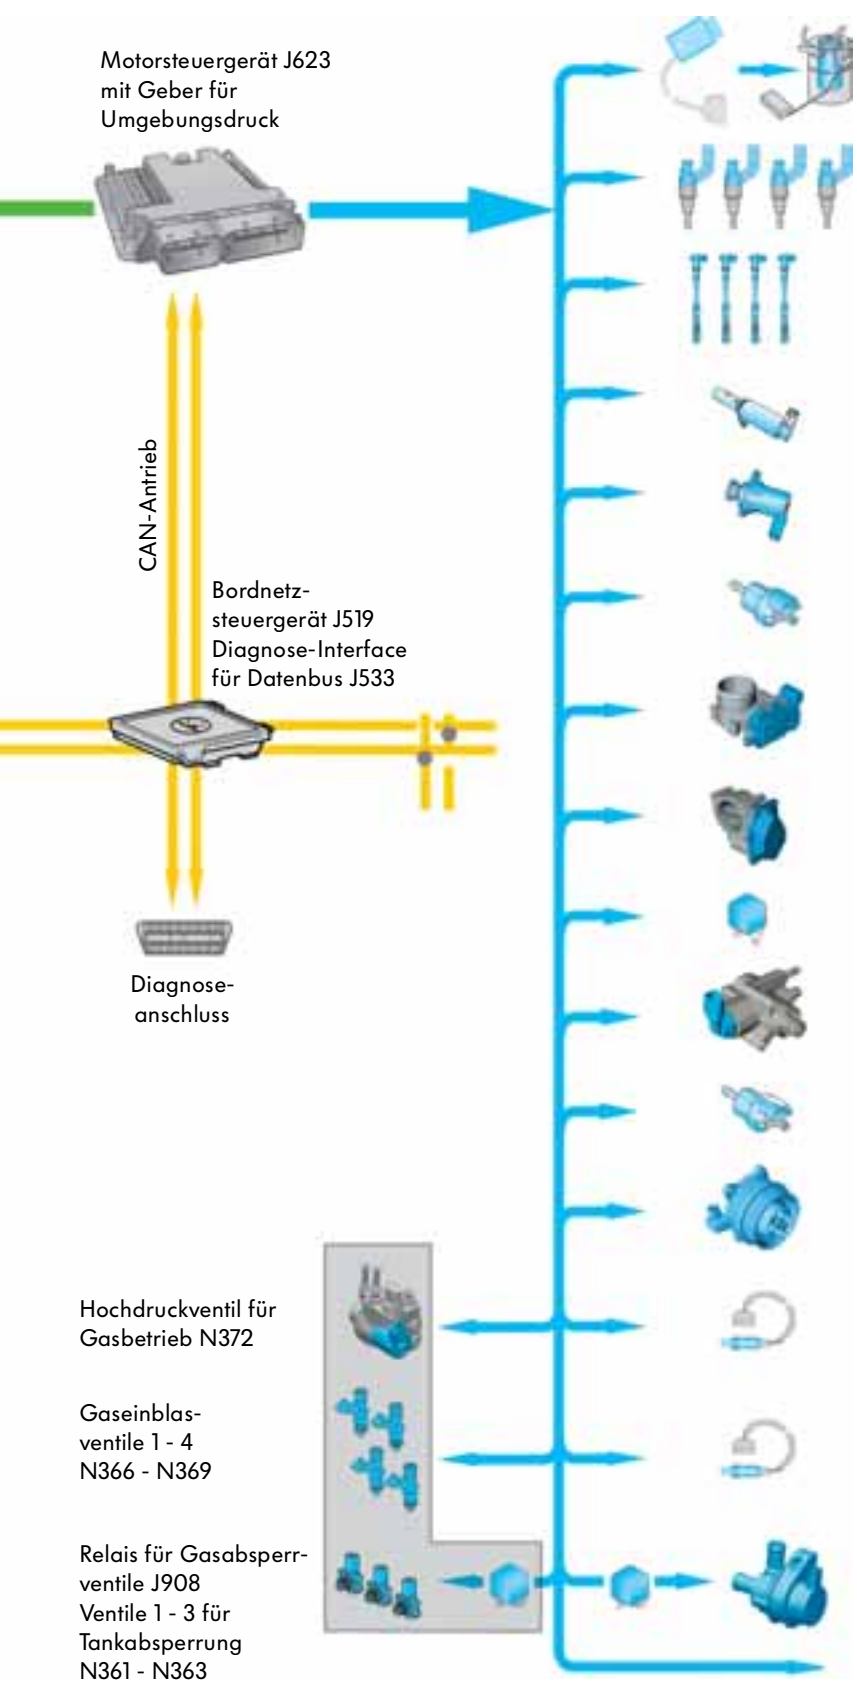 Motorsteuergerät J623
mit Geber für
Umgebungsdruck
CAN-Antrieb
Bordnetz-
steuergerät J519
Diagnose-Interface
für Datenbus J533
Diagnose-
anschluss
Hochdruckventil für
Gasbetrieb N372
Gaseinblas-
ventile 1 - 4
N366 - N369
Relais für Gasabsperr-
ventile J908
Ventile 1 - 3 für
Tankabsperrung
N361 - N363